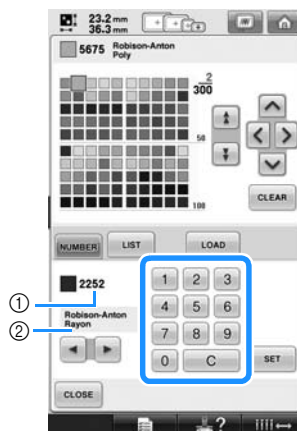 23.2 mm
36.3 mm
5675 Robison-Anton
Poly
2
300
50
100
CLEAR
NUMBER
LIST
LOAD
① 2252
② Robison-Anton
Rayon
1 2 3
4 5 6
7 8 9
0 C
SET
CLOSE
?